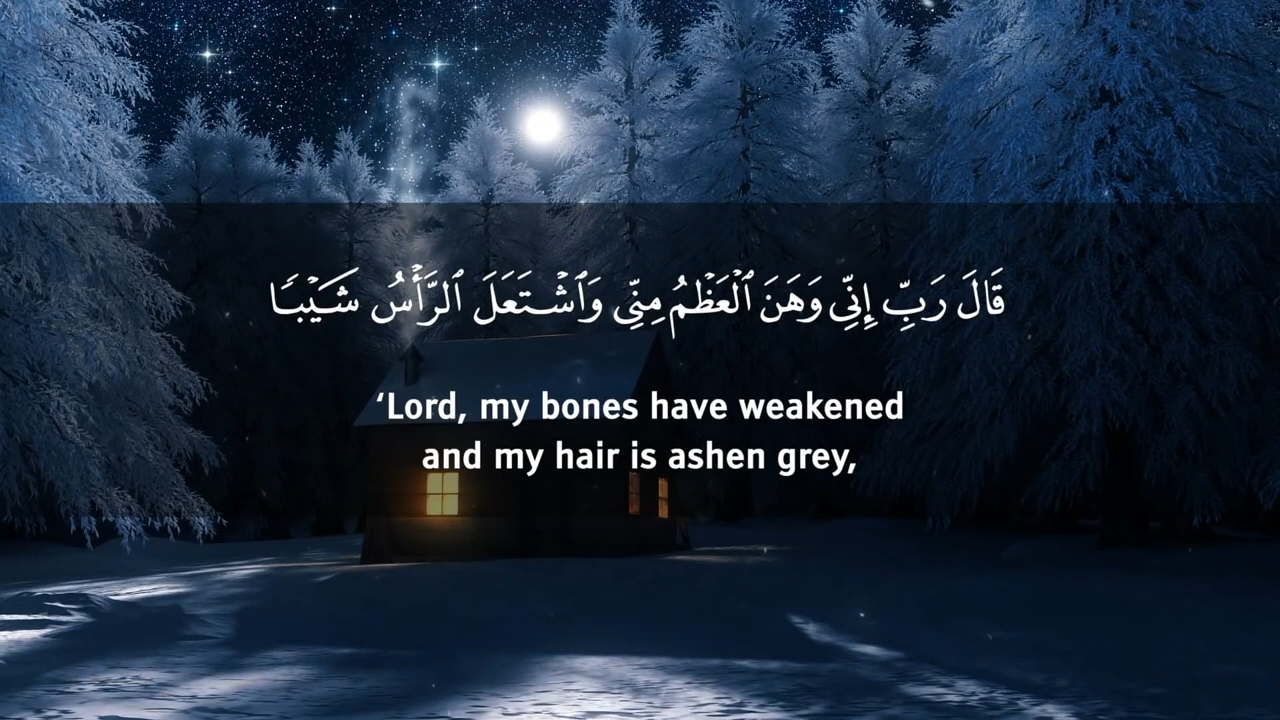 قَالَ رَبِّ إِنِّى وَهَنَ ٱلْعَظْمُ مِنِّى وَٱشْتَعَلَ ٱلرَّأْسُ شَيْبًا
‘Lord, my bones have weakened
and my hair is ashen grey,